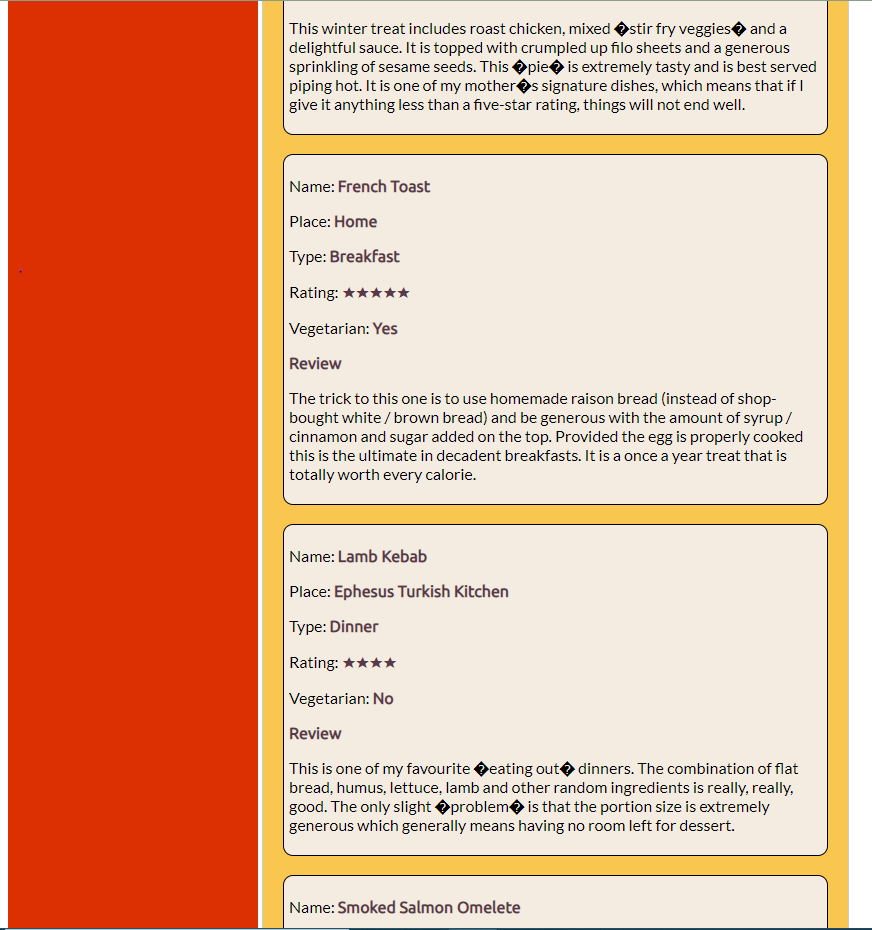 This winter treat includes roast chicken, mixed �stir fry veggies� and a
delightful sauce. It is topped with crumpled up filo sheets and a generous
sprinkling of sesame seeds. This �pie� is extremely tasty and is best served
piping hot. It is one of my mother�s signature dishes, which means that if I
give it anything less than a five-star rating, things will not end well.
Name: French Toast
Place: Home
Type: Breakfast
Rating: ★★★★★
Vegetarian: Yes
Review
The trick to this one is to use homemade raison bread (instead of shop-
bought white / brown bread) and be generous with the amount of syrup /
cinnamon and sugar added on the top. Provided the egg is properly cooked
this is the ultimate in decadent breakfasts. It is a once a year treat that is
totally worth every calorie.
Name: Lamb Kebab
Place: Ephesus Turkish Kitchen
Type: Dinner
Rating: ★★★★
Vegetarian: No
Review
This is one of my favourite �eating out� dinners. The combination of flat
bread, humus, lettuce, lamb and other random ingredients is really, really,
good. The only slight �problem� is that the portion size is extremely
generous which generally means having no room left for dessert.
Name: Smoked Salmon Omelete